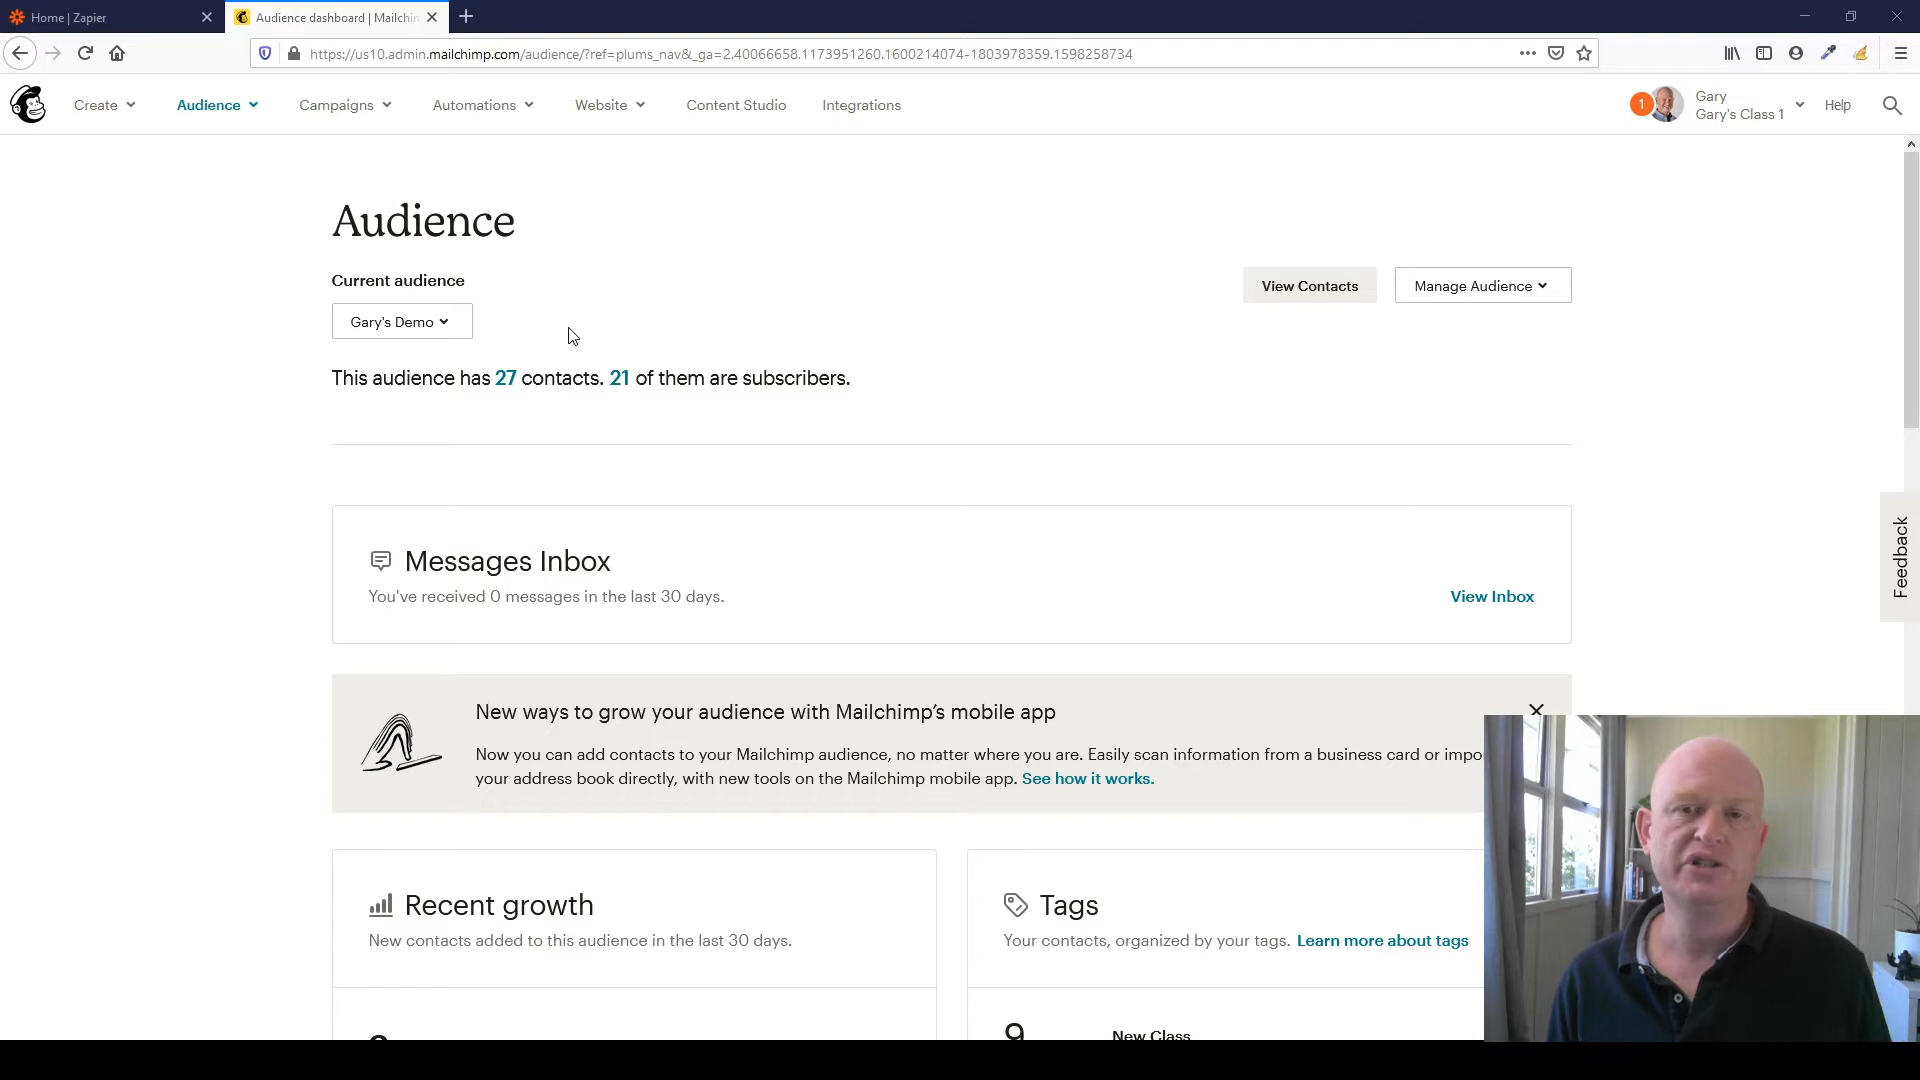 Home | Zapier
Audience dashboard | Mailchim
https://us10.admin.mailchimp.com/audience/?ref=plums_nav&_ga=2.40066658.1173951260.1600214074-1803978359.1598258734
Create
Audience
Campaigns
Automations
Website
Content Studio
Integrations
1
Gary
Gary's Class 1
Help
Audience
Current audience
View Contacts
Manage Audience
Gary's Demo
This audience has 27 contacts. 21 of them are subscribers.
Feedback
Messages Inbox
You've received 0 messages in the last 30 days.
View Inbox
New ways to grow your audience with Mailchimp's mobile app
Now you can add contacts to your Mailchimp audience, no matter where you are. Easily scan information from a business card or impo
your address book directly, with new tools on the Mailchimp mobile app. See how it works.
Recent growth
New contacts added to this audience in the last 30 days.
Tags
Your contacts, organized by your tags. Learn more about tags
9
New Class